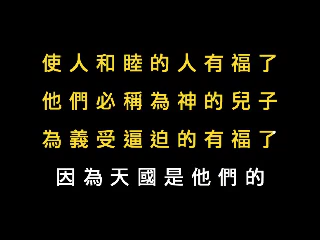 使人和睦的人有福了
他們必稱為神的兒子
為義受逼迫的有福了
因為天國是他們的